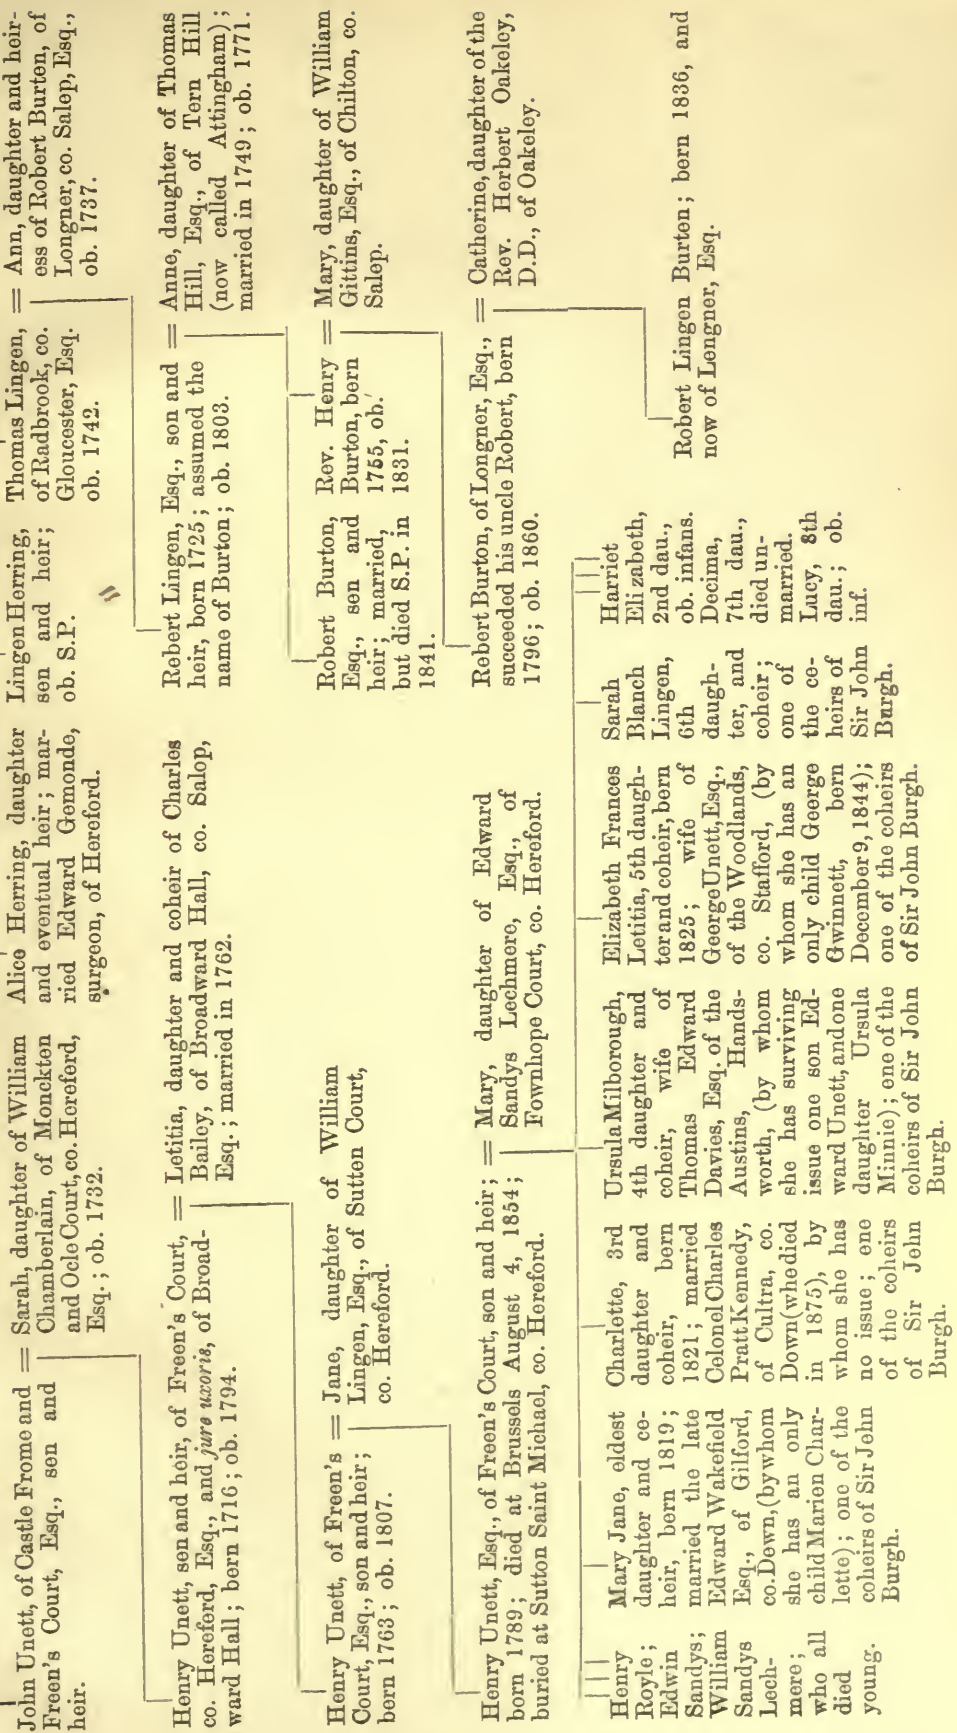 John Unett, of Castle Frome and
Freen's Court, Esq., son and
heir.
=
Sarah, daughter of William
Chamberlain, of Monckton
and Ocle Court, co. Hereford,
Esq.; ob. 1732.
Alice Herring, daughter
and eventual heir; mar-
ried Edward Gomonde,
surgeon, of Hereford.
Lingen Herring,
son and heir;
ob. S.P.
Thomas Lingen,
of Radbrook, co.
Gloucester, Esq.
ob. 1742.
=
Ann, daughter and heir-
ess of Robert Burton, of
Longner, co. Salop, Esq.,
ob. 1737.
Henry Unett, son and heir, of Freen's Court,
co. Hereford, Esq., and jure uxoris, of Broad-
ward Hall; born 1716; ob. 1794.
=
Letitia, daughter and coheir of Charles
Bailey, of Broadward Hall, co. Salop,
Esq.; married in 1762.
Robert Lingen, Esq., son and
heir, born 1725; assumed the
name of Burton; ob. 1803.
=
Anne, daughter of Thomas
Hill, Esq., of Tern Hill
(now called Attingham);
married in 1749; ob. 1771.
Henry Unett, of Freen's
Court, Esq., son and heir;
born 1763; ob. 1807.
=
Jane, daughter of William
Lingen, Esq., of Sutton Court,
co. Hereford.
Robert Burton,
Esq., son and
heir; married,
but died S.P. in
1841.
Rev. Henry
Burton, born
1755, ob.
1831.
=
Mary, daughter of William
Gittins, Esq., of Chilton, co.
Salop.
Henry Unett, Esq., of Freen's Court, son and heir;
born 1789; died at Brussels August 4, 1854;
buried at Sutton Saint Michael, co. Hereford.
=
Mary, daughter of Edward
Sandys Lechmere, Esq., of
Fownhope Court, co. Hereford.
Robert Burton, of Longner, Esq.,
succeeded his uncle Robert, born
1796; ob. 1860.
=
Catherine, daughter of the
Rev. Herbert Oakeley,
D.D., of Oakeley.
Henry
Royle;
Edwin
Sandys;
William
Sandys
Lech-
mere;
who all
died
young.
Mary Jane, eldest
daughter and co-
heir, born 1819;
married the late
Edward Wakefield
Esq., of Gilford,
co. Down, (by whom
she has an only
child Marien Char-
lotte); one of the
coheirs of Sir John
Burgh.
Charlotte, 3rd
daughter and
coheir, born
1821; married
Colonel Charles
Pratt Kennedy,
of Cultra, co.
Down (who died
in 1875), by
whom she has
no issue; one
of the coheirs
of Sir John
Burgh.
Ursula Milborough,
4th daughter and
coheir, wife of
Thomas Edward
Davies, Esq. of the
Austins, Hands-
worth, (by whom
she has surviving
issue one son Ed-
ward Unett, and one
daughter Ursula
Minnie); one of the
coheirs of Sir John
Burgh.
Elizabeth Frances
Letitia, 5th daugh-
ter and coheir, born
1825; wife of
George Unett, Esq.,
of the Woodlands,
co. Stafford, (by
whom she has an
only child George
Gwinnett, born
December 9, 1844);
one of the coheirs
of Sir John Burgh.
Sarah
Blanch
Lingen,
6th
daugh-
ter, and
coheir;
one of
the co-
heirs of
Sir John
Burgh.
Harriet
Elizabeth,
2nd dau.,
ob. infans.
Decima,
7th dau.,
died un-
married.
Lucy, 8th
dau.; ob.
inf.
Robert Lingen Burton; born 1836, and
now of Longner, Esq.